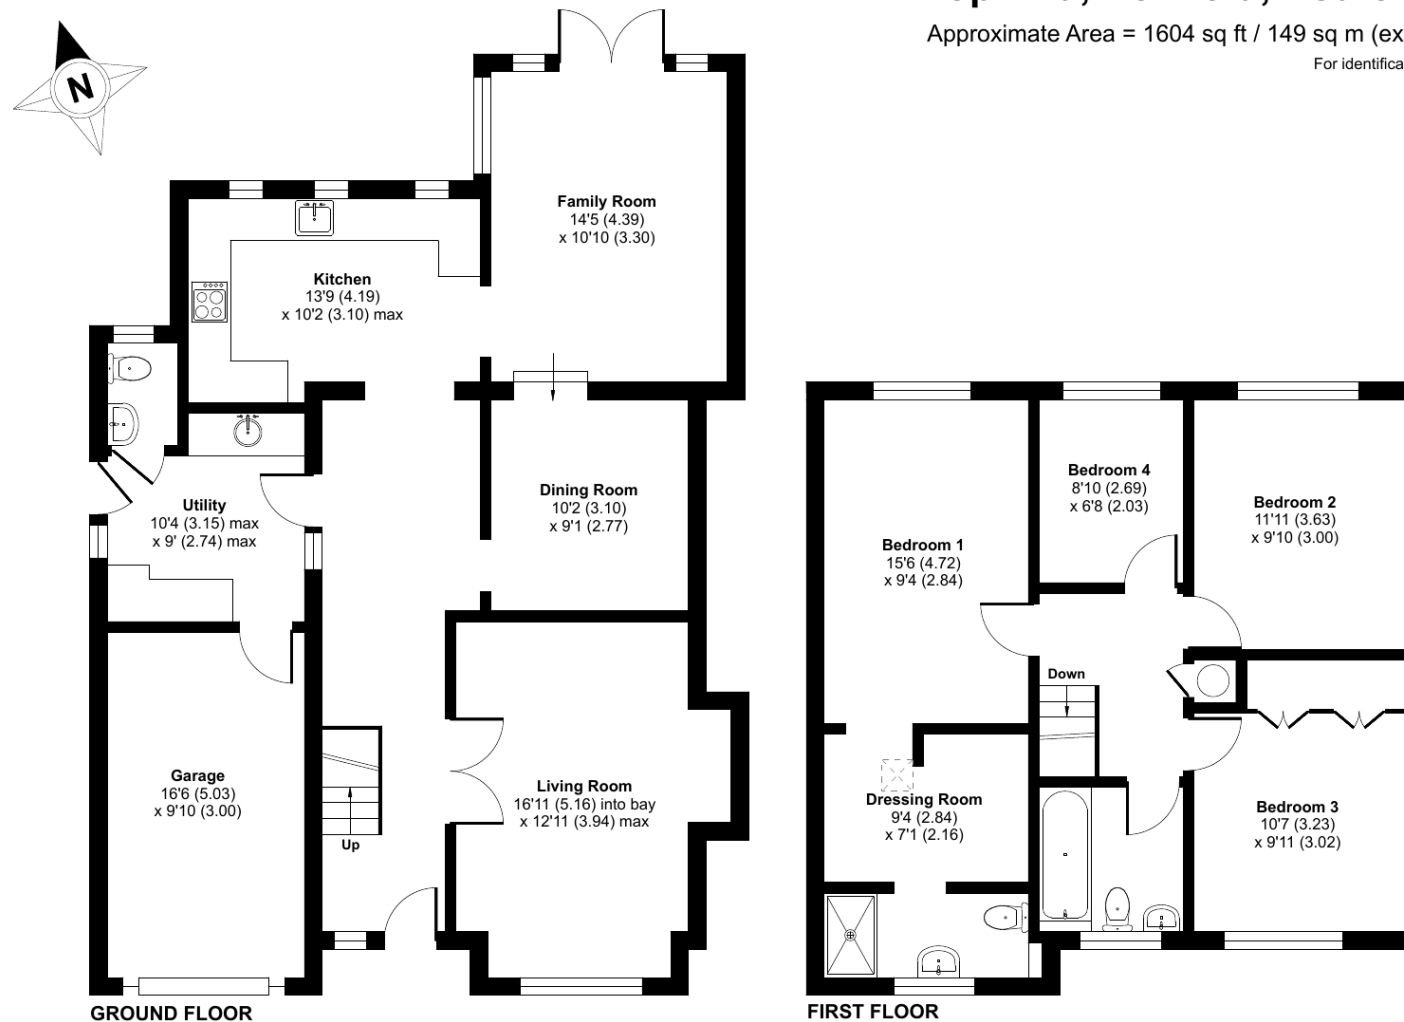 Approximate Area = 1604 sq ft / 149 sq m (ex
For identifica
N
Family Room
14'5 (4.39)
x 10'10 (3.30)
Kitchen
13'9 (4.19)
x 10'2 (3.10) max
Dining Room
10'2 (3.10)
x 9'1 (2.77)
Utility
10'4 (3.15) max
x 9' (2.74) max
Garage
16'6 (5.03)
x 9'10 (3.00)
Living Room
16'11 (5.16) into bay
x 12'11 (3.94) max
Up
GROUND FLOOR
Bedroom 4
8'10 (2.69)
x 6'8 (2.03)
Bedroom 2
11'11 (3.63)
x 9'10 (3.00)
Bedroom 1
15'6 (4.72)
x 9'4 (2.84)
Down
Dressing Room
9'4 (2.84)
x 7'1 (2.16)
Bedroom 3
10'7 (3.23)
x 9'11 (3.02)
FIRST FLOOR